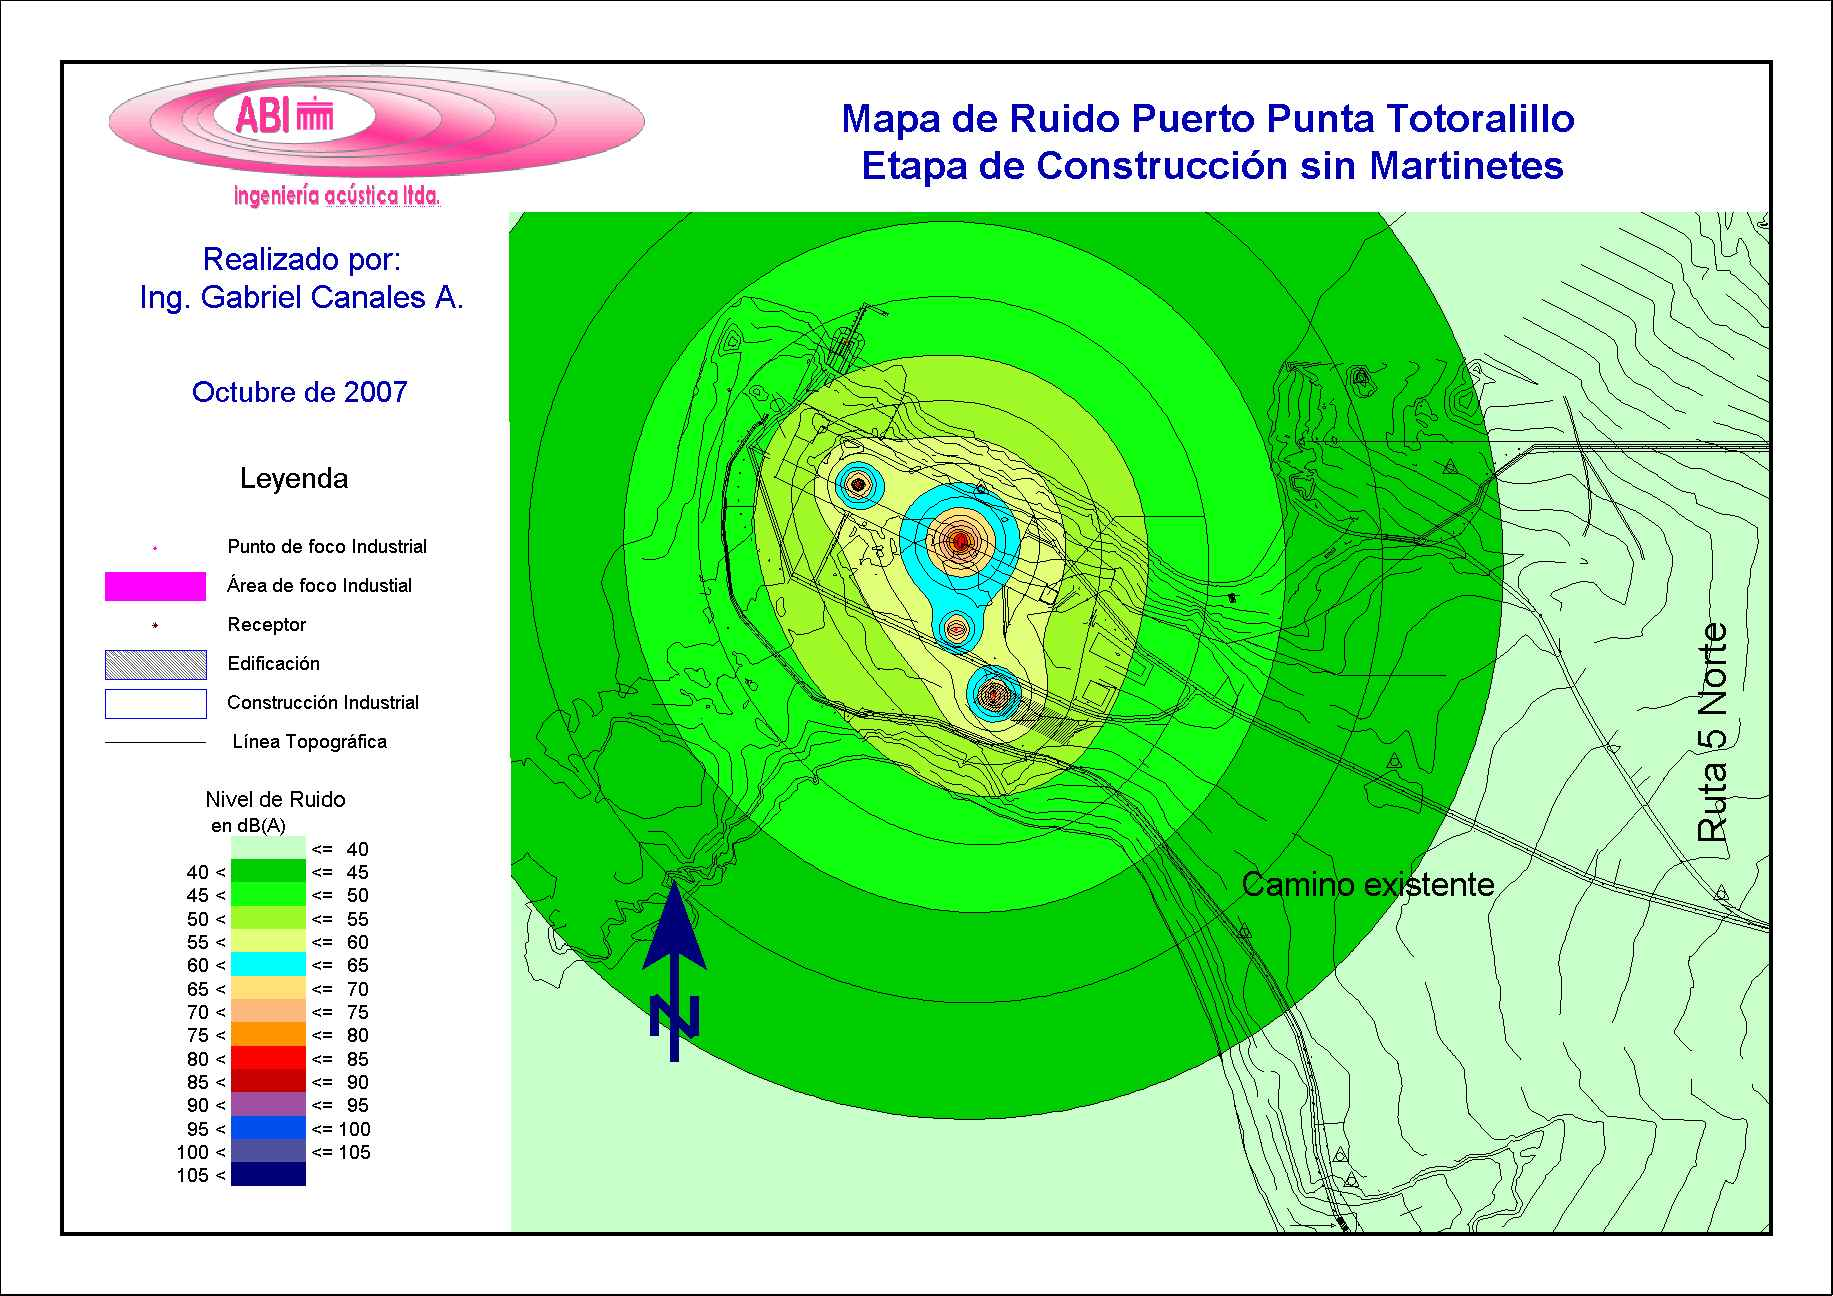 ABI
ingeniería acústica ltda.
Mapa de Ruido Puerto Punta Totoralillo
Etapa de Construcción sin Martinetes
Realizado por:
Ing. Gabriel Canales A.
Octubre de 2007
Leyenda
Punto de foco Industrial
Área de foco Industial
Receptor
Edificación
Construcción Industrial
Línea Topográfica
Nivel de Ruido
en dB(A)
<= 40
40 < <= 45
45 < <= 50
50 < <= 55
55 < <= 60
60 < <= 65
65 < <= 70
70 < <= 75
75 < <= 80
80 < <= 85
85 < <= 90
90 < <= 95
95 < <= 100
100 < <= 105
105 <
N
Camino existente
Ruta 5 Norte